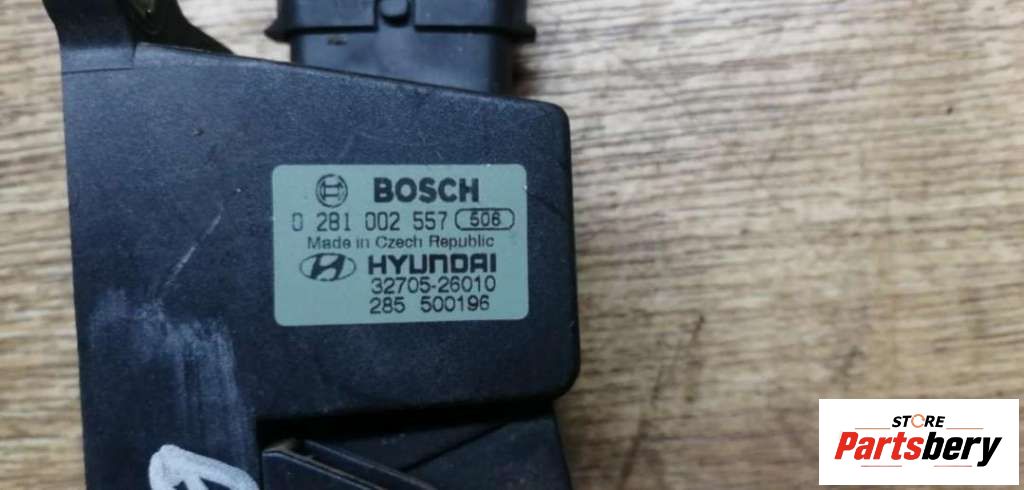 BOSCH
0 281 002 557 506
Made in Czech Republic
HYUNDAI
32705-26010
285 500196
STORE
Partsbery